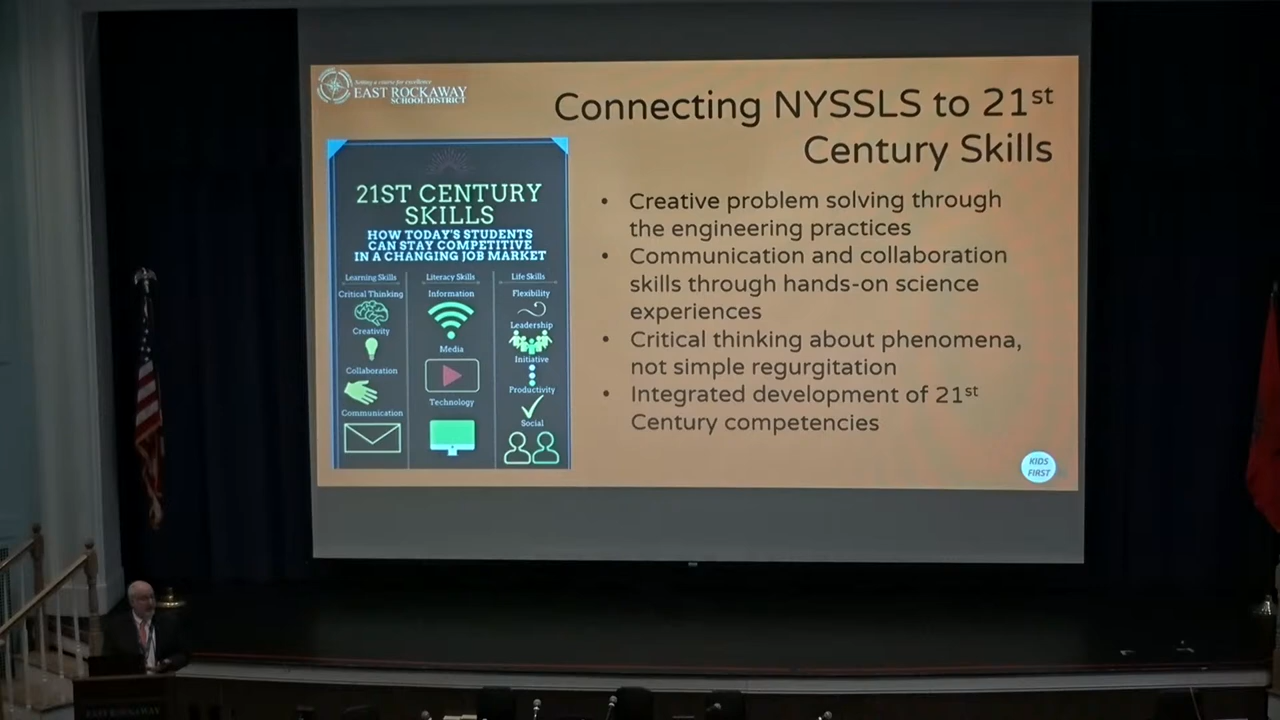 Setting a course for excellence
EAST ROCKAWAY
SCHOOL DISTRICT
Connecting NYSSLS to 21st
Century Skills
21ST CENTURY
SKILLS
HOW TODAY'S STUDENTS
CAN STAY COMPETITIVE
IN A CHANGING JOB MARKET
Learning Skills
Critical Thinking
Creativity
Collaboration
Communication
Literacy Skills
Information
Media
Technology
Life Skills
Flexibility
Leadership
Initiative
Productivity
Social
• Creative problem solving through
the engineering practices
• Communication and collaboration
skills through hands-on science
experiences
• Critical thinking about phenomena,
not simple regurgitation
• Integrated development of 21st
Century competencies
KIDS
FIRST
EAST ROCKAWAY